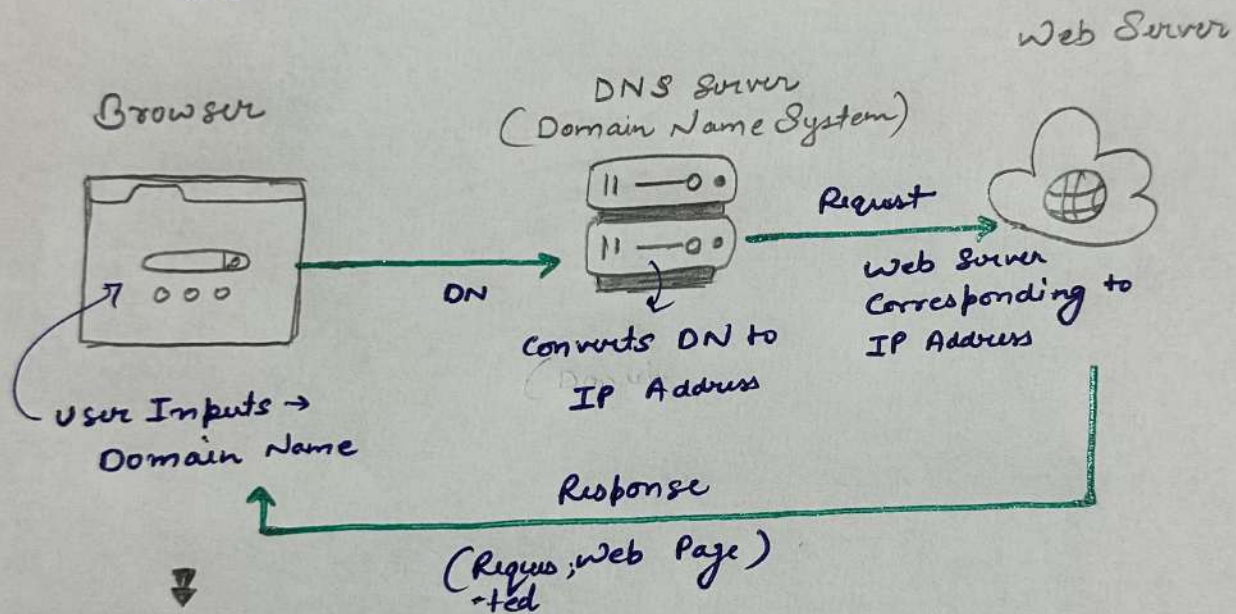 Web Server
DNS Server
(Domain Name System)
Browser
Request
DN
Web Server
Corresponding to
IP Address
Converts DN to
IP Address
User Inputs →
Domain Name
Response
(Reques; Web Page)
-ted